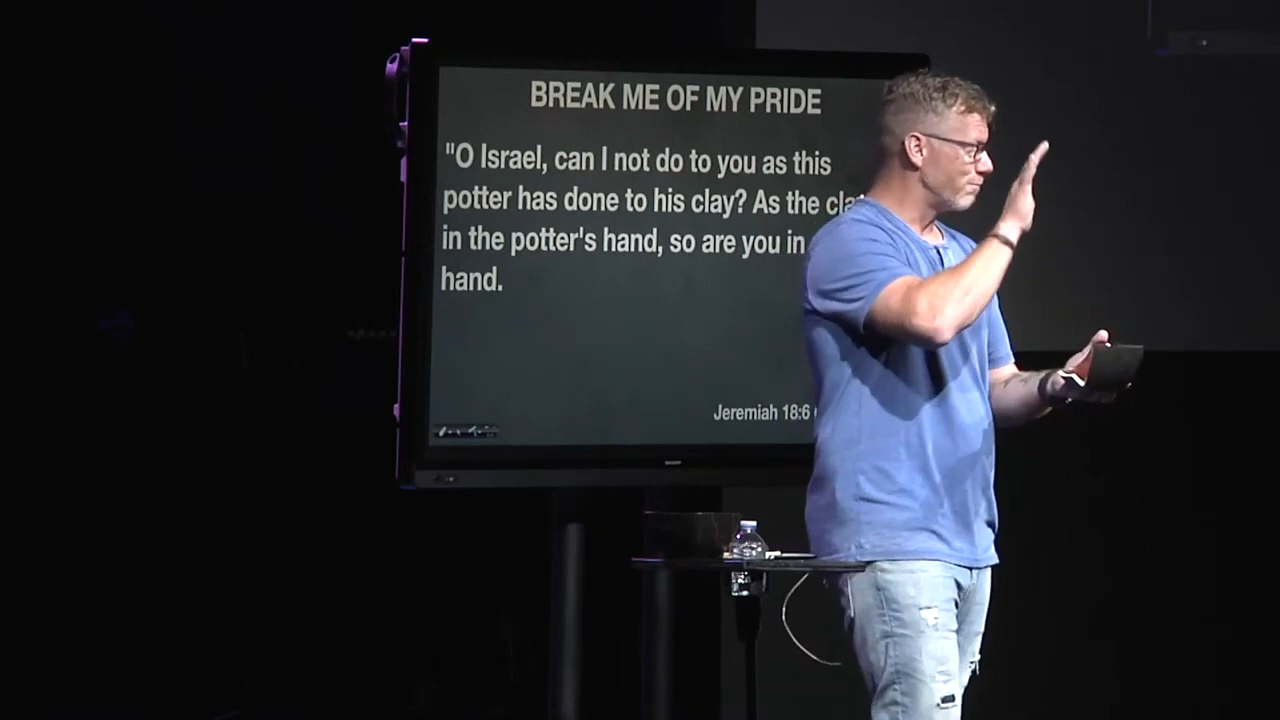 BREAK ME OF MY PRIDE
"O Israel, can I not do to you as this
potter has done to his clay? As the cla
in the potter's hand, so are you in
hand.
Jeremiah 18:6